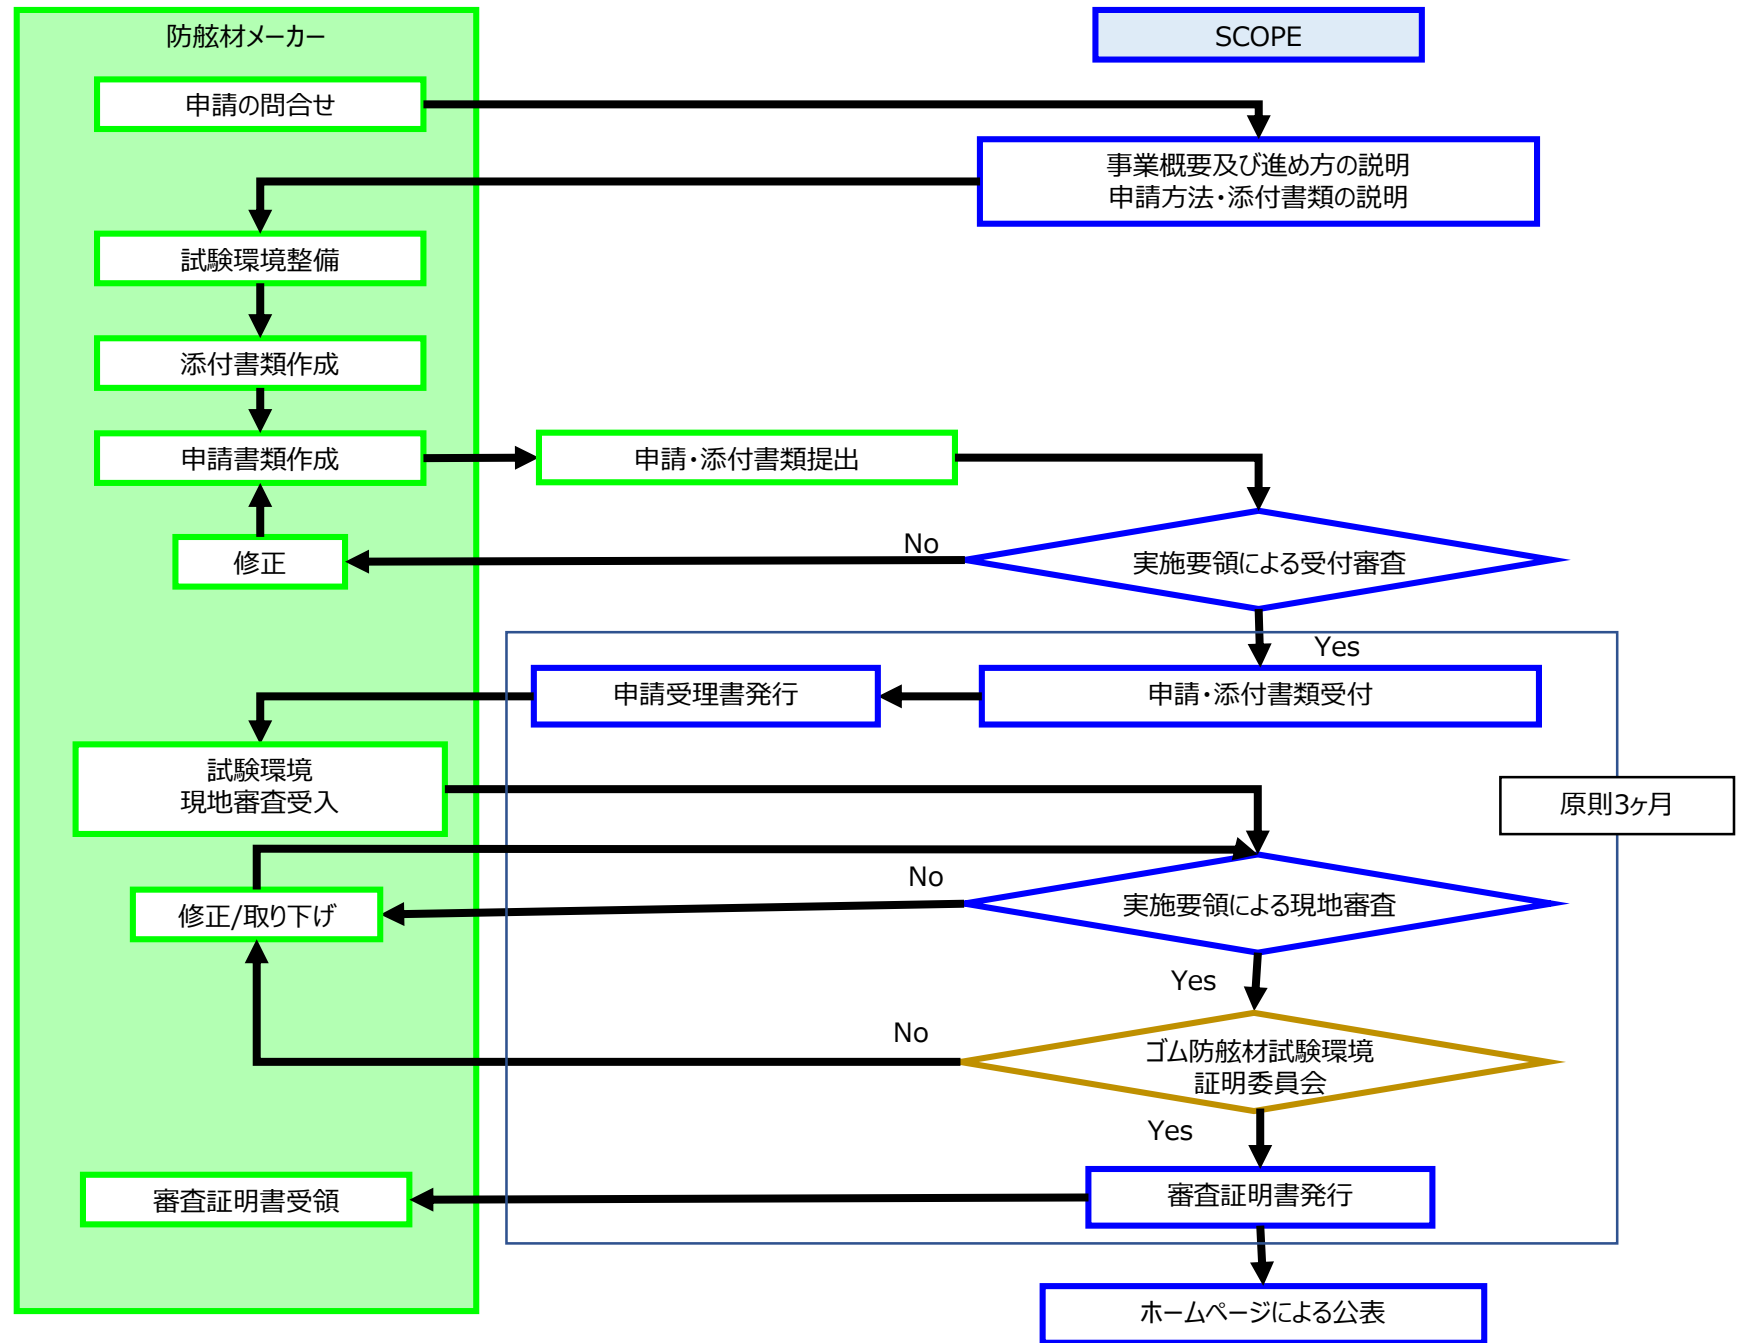 防舷材メーカー
SCOPE
申請の問合せ
事業概要及び進め方の説明
申請方法・添付書類の説明
試験環境整備
添付書類作成
申請書類作成
申請・添付書類提出
修正
No
実施要領による受付審査
Yes
申請受理書発行
申請・添付書類受付
試験環境
現地審査受入
原則3ヶ月
No
修正/取り下げ
実施要領による現地審査
Yes
No
ゴム防舷材試験環境
証明委員会
Yes
審査証明書受領
審査証明書発行
ホームページによる公表